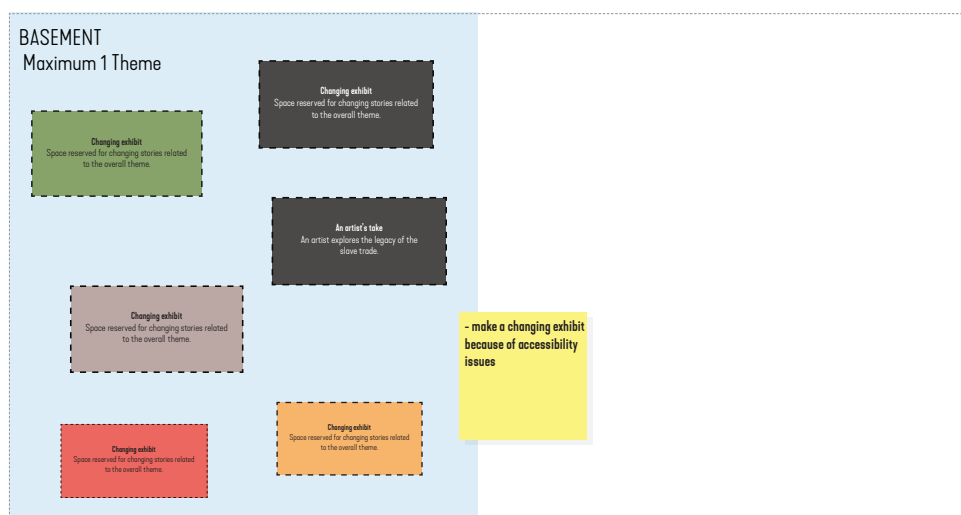 BASEMENT
Maximum 1 Theme
Changing exhibit
Space reserved for changing stories related
to the overall theme.
Changing exhibit
Space reserved for changing stories related
to the overall theme.
An artist's take
An artist explores the legacy of the
slave trade.
Changing exhibit
Space reserved for changing stories related
to the overall theme.
- make a changing exhibit
because of accessibility
issues
Changing exhibit
Space reserved for changing stories related
to the overall theme.
Changing exhibit
Space reserved for changing stories related
to the overall theme.